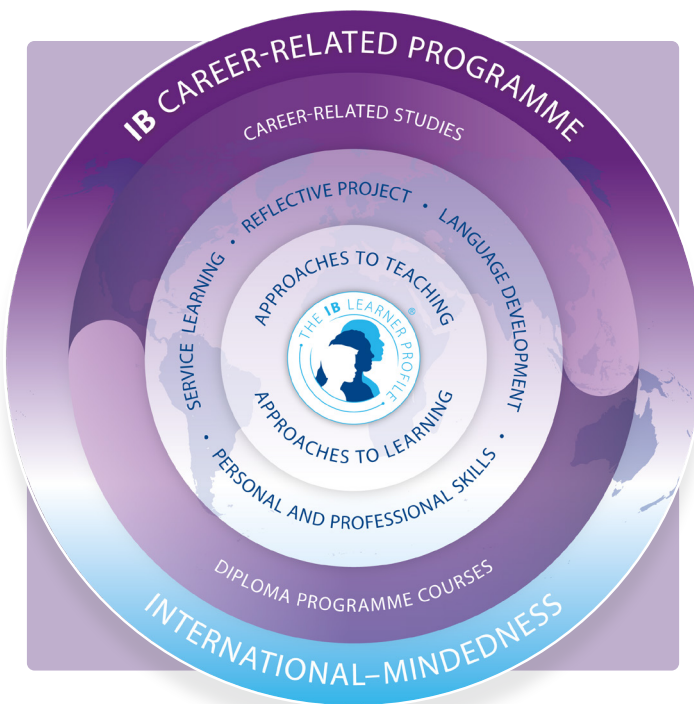 IB CAREER-RELATED PROGRAMME
CAREER-RELATED STUDIES
SERVICE LEARNING • REFLECTIVE PROJECT • LANGUAGE DEVELOPMENT
APPROACHES TO TEACHING
THE IB LEARNER PROFILE ®
APPROACHES TO LEARNING
• PERSONAL AND PROFESSIONAL SKILLS •
DIPLOMA PROGRAMME COURSES
INTERNATIONAL–MINDEDNESS